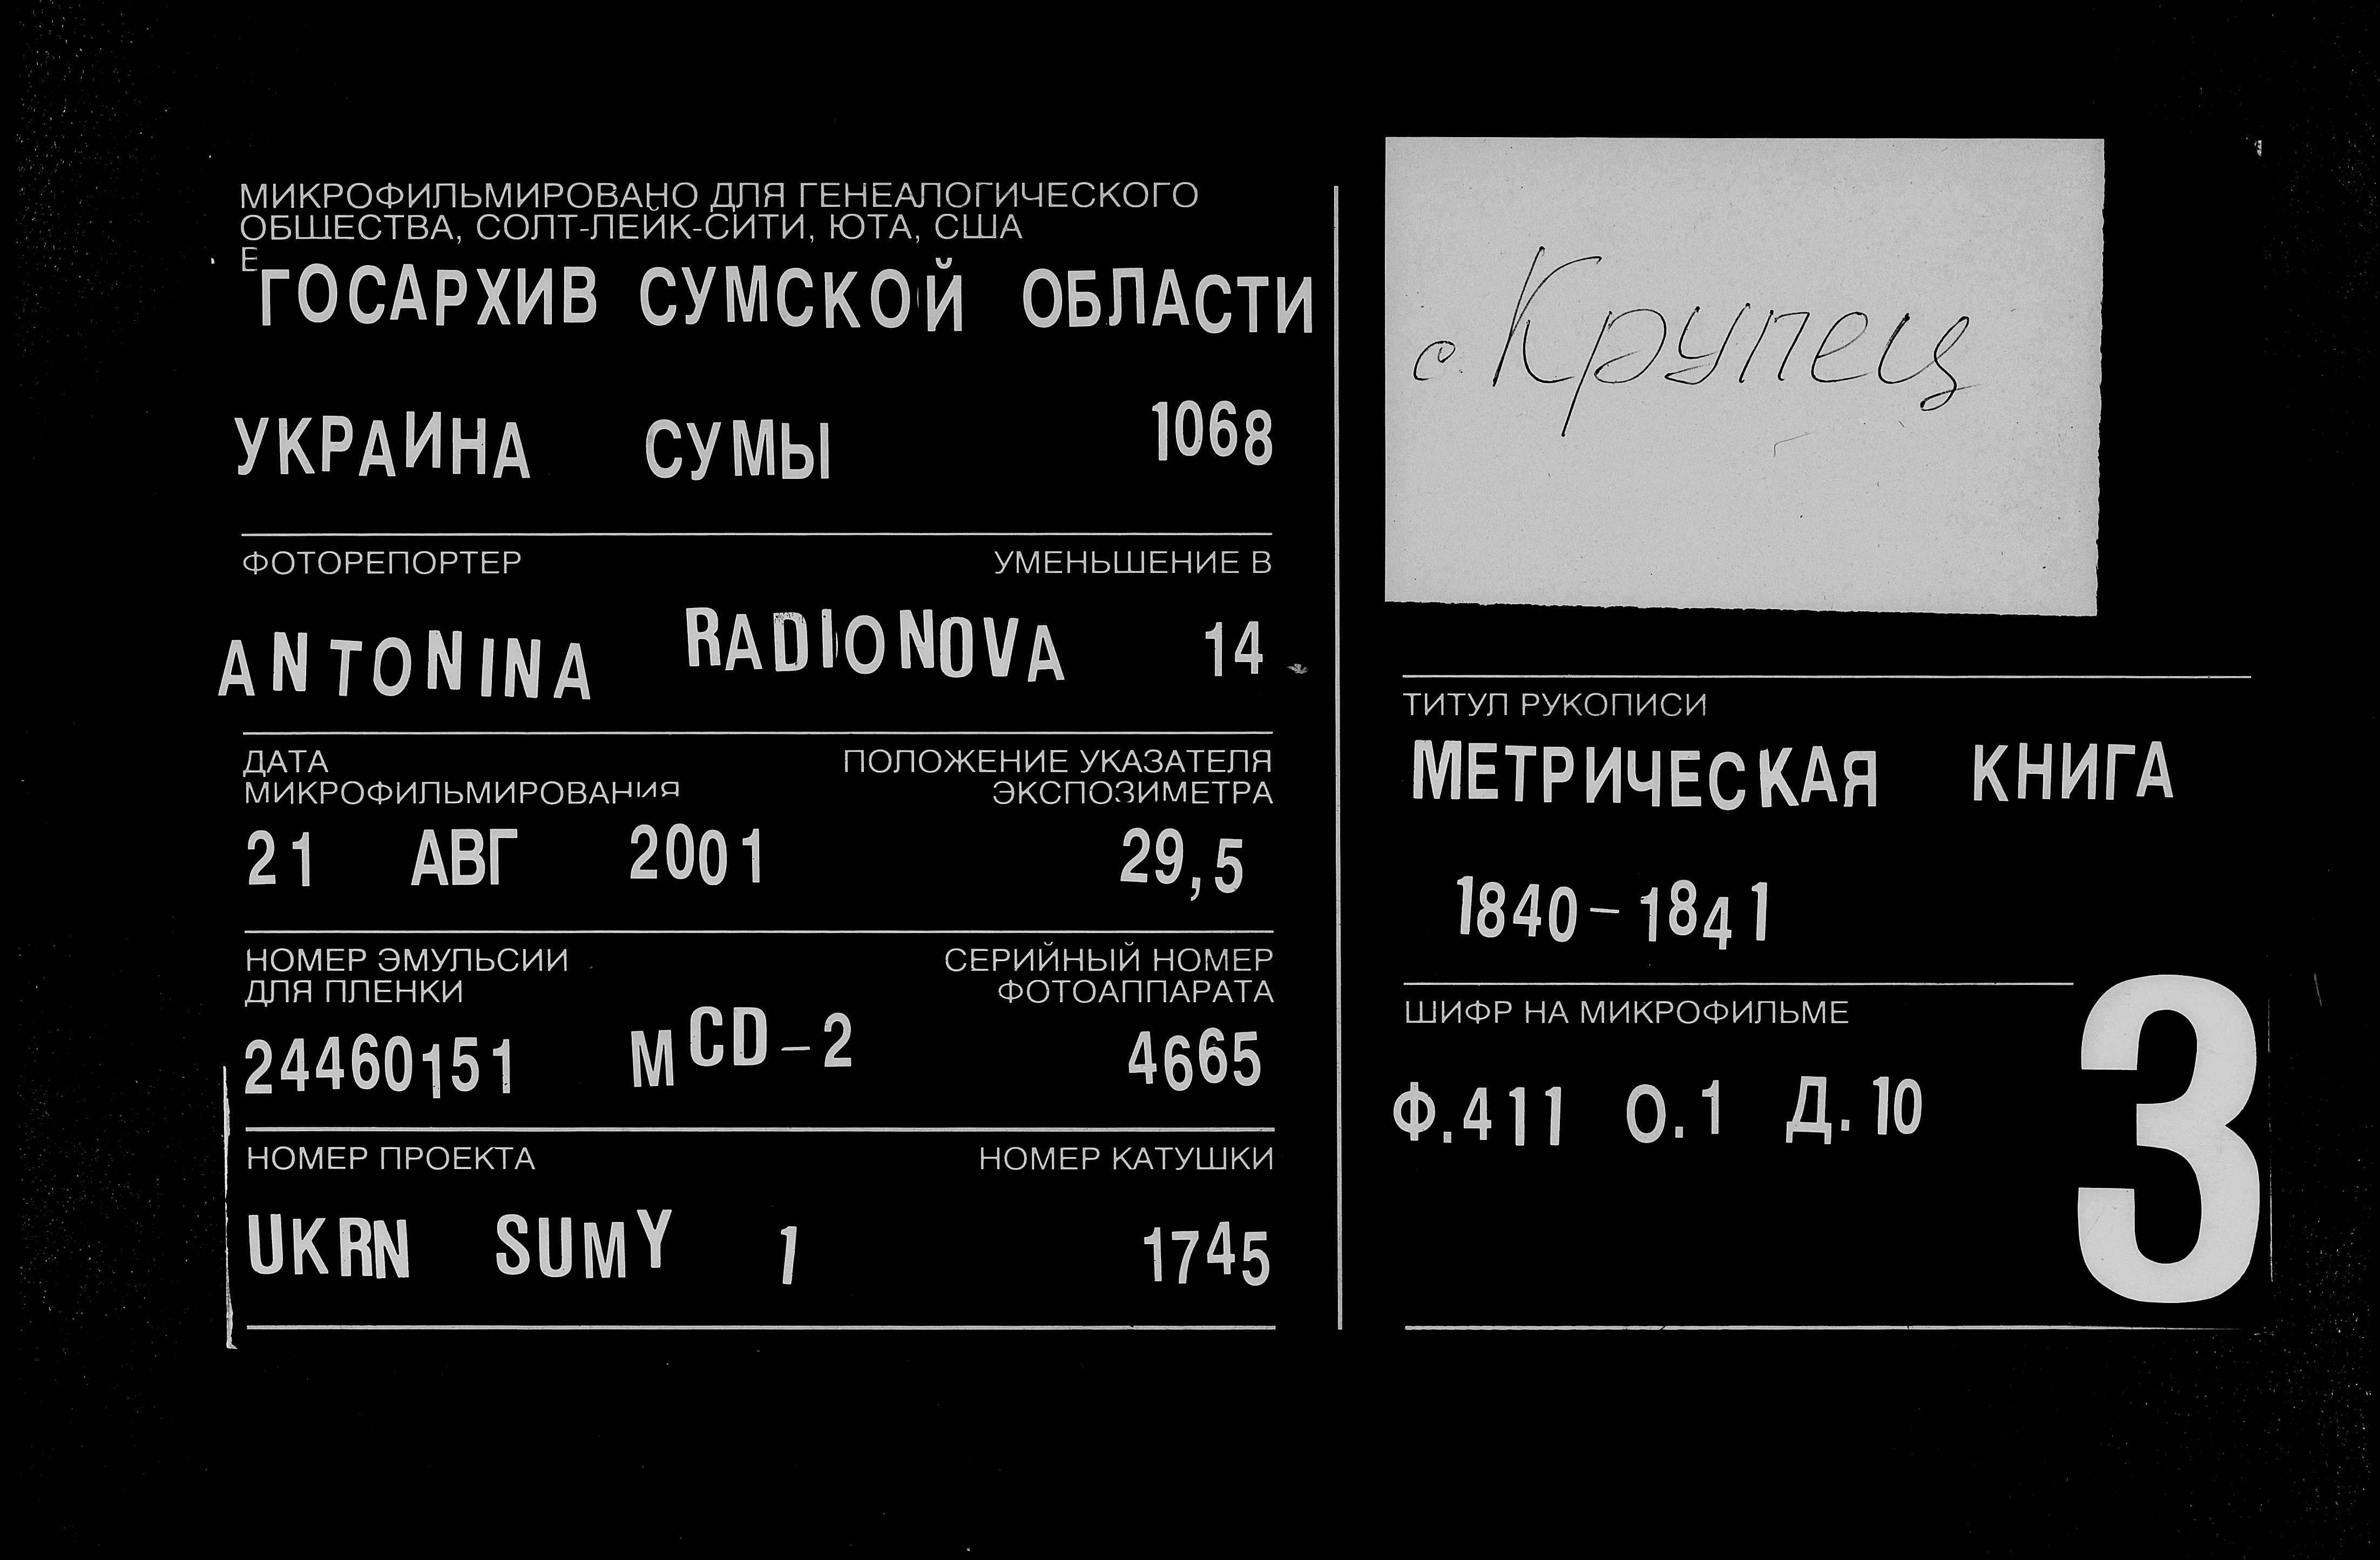 МИКРОФИЛЬМИРОВАНО ДЛЯ ГЕНЕАЛОГИЧЕСКОГО
ОБЩЕСТВА, СОЛТ-ЛЕЙК-СИТИ, ЮТА, США
Е
ГОСАРХИВ СУМСКОЙ ОБЛАСТИ
УКРАИНА СУМЫ 1068
ФОТОРЕПОРТЕР УМЕНЬШЕНИЕ В
ANTONINA RADIONOVA 14
ДАТА ПОЛОЖЕНИЕ УКАЗАТЕЛЯ
МИКРОФИЛЬМИРОВАНИЯ ЭКСПОЗИМЕТРА
21 АВГ 2001 29,5
НОМЕР ЭМУЛЬСИИ СЕРИЙНЫЙ НОМЕР
ДЛЯ ПЛЕНКИ ФОТОАППАРАТА
24460151 MCD-2 4665
НОМЕР ПРОЕКТА НОМЕР КАТУШКИ
UKRN SUMY 1 1745
с. Крупец
ТИТУЛ РУКОПИСИ
МЕТРИЧЕСКАЯ КНИГА
1840-1841
ШИФР НА МИКРОФИЛЬМЕ
Ф.411 О.1 Д.10
3